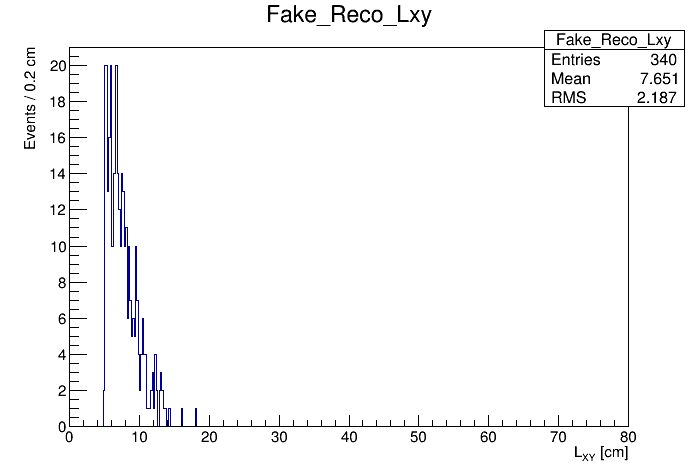 Fake_Reco_Lxy
Fake_Reco_Lxy
Entries 340
Mean 7.651
RMS 2.187
Events / 0.2 cm
20
18
16
14
12
10
8
6
4
2
0
0 10 20 30 40 50 60 70 80
L_XY [cm]